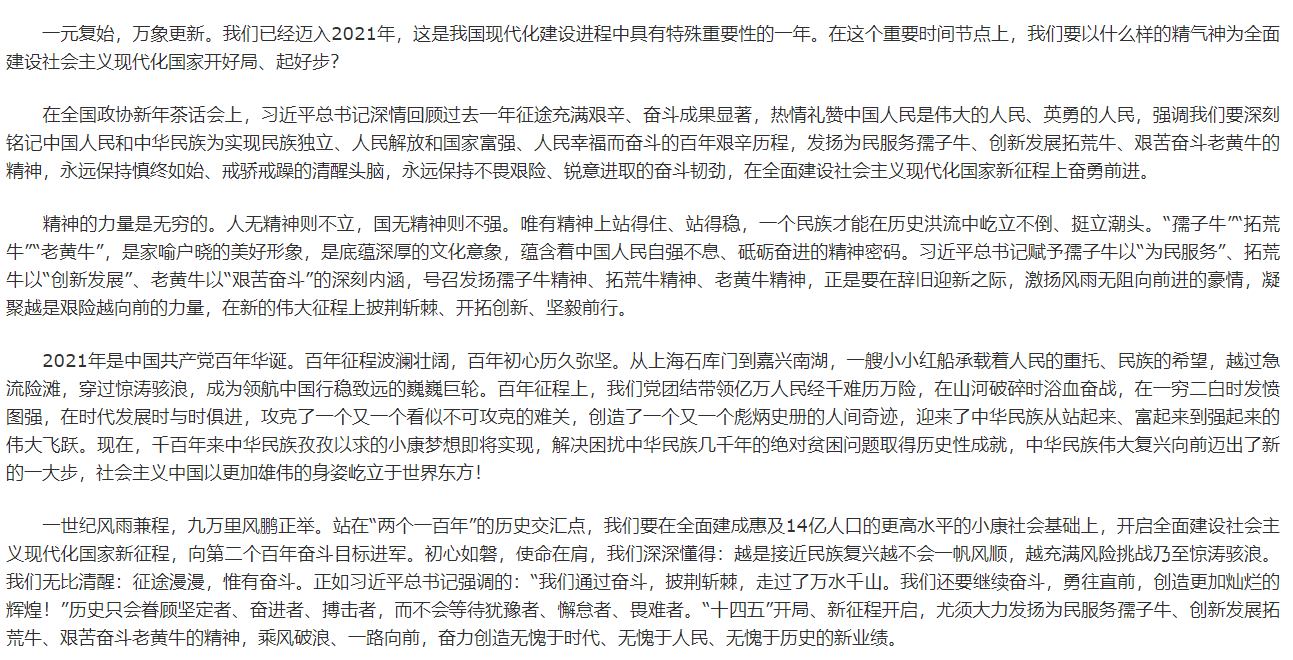 一元复始，万象更新。我们已经迈入2021年，这是我国现代化建设进程中具有特殊重要性的一年。在这个重要时间节点上，我们要以什么样的精气神为全面
建设社会主义现代化国家开好局、起好步？
在全国政协新年茶话会上，习近平总书记深情回顾过去一年征途充满艰辛、奋斗成果显著，热情礼赞中国人民是伟大的人民、英勇的人民，强调我们要深刻
铭记中国人民和中华民族为实现民族独立、人民解放和国家富强、人民幸福而奋斗的百年艰辛历程，发扬为民服务孺子牛、创新发展拓荒牛、艰苦奋斗老黄牛的
精神，永远保持慎终如始、戒骄戒躁的清醒头脑，永远保持不畏艰险、锐意进取的奋斗韧劲，在全面建设社会主义现代化国家新征程上奋勇前进。
精神的力量是无穷的。人无精神则不立，国无精神则不强。唯有精神上站得住、站得稳，一个民族才能在历史洪流中屹立不倒、挺立潮头。“孺子牛”“拓荒
牛”“老黄牛”，是家喻户晓的美好形象，是底蕴深厚的文化意象，蕴含着中国人民自强不息、砥砺奋进的精神密码。习近平总书记赋予孺子牛以“为民服务”、拓荒
牛以“创新发展”、老黄牛以“艰苦奋斗”的深刻内涵，号召发扬孺子牛精神、拓荒牛精神、老黄牛精神，正是要在辞旧迎新之际，激扬风雨无阻向前进的豪情，凝
聚越是艰险越向前的力量，在新的伟大征程上披荆斩棘、开拓创新、坚毅前行。
2021年是中国共产党百年华诞。百年征程波澜壮阔，百年初心历久弥坚。从上海石库门到嘉兴南湖，一艘小小红船承载着人民的重托、民族的希望，越过急
流险滩，穿过惊涛骇浪，成为领航中国行稳致远的巍巍巨轮。百年征程上，我们党团结带领亿万人民经千难历万险，在山河破碎时浴血奋战，在一穷二白时发愤
图强，在时代发展时与时俱进，攻克了一个又一个看似不可攻克的难关，创造了一个又一个彪炳史册的人间奇迹，迎来了中华民族从站起来、富起来到强起来的
伟大飞跃。现在，千百年来中华民族孜孜以求的小康梦想即将实现，解决困扰中华民族几千年的绝对贫困问题取得历史性成就，中华民族伟大复兴向前迈出了新
的一大步，社会主义中国以更加雄伟的身姿屹立于世界东方！
一世纪风雨兼程，九万里风鹏正举。站在“两个一百年”的历史交汇点，我们要在全面建成惠及14亿人口的更高水平的小康社会基础上，开启全面建设社会主
义现代化国家新征程，向第二个百年奋斗目标进军。初心如磐，使命在肩，我们深深懂得：越是接近民族复兴越不会一帆风顺，越充满风险挑战乃至惊涛骇浪。
我们无比清醒：征途漫漫，惟有奋斗。正如习近平总书记强调的：“我们通过奋斗，披荆斩棘，走过了万水千山。我们还要继续奋斗，勇往直前，创造更加灿烂的
辉煌！”历史只会眷顾坚定者、奋进者、搏击者，而不会等待犹豫者、懈怠者、畏难者。“十四五”开局、新征程开启，尤须大力发扬为民服务孺子牛、创新发展拓
荒牛、艰苦奋斗老黄牛的精神，乘风破浪、一路向前，奋力创造无愧于时代、无愧于人民、无愧于历史的新业绩。